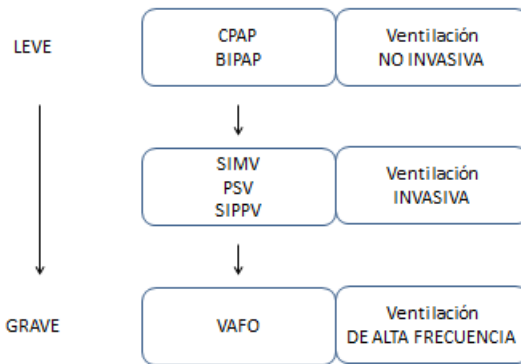 LEVE
CPAP
BIPAP
Ventilación
NO INVASIVA
SIMV
PSV
SIPPV
Ventilación
INVASIVA
GRAVE
VAFO
Ventilación
DE ALTA FRECUENCIA